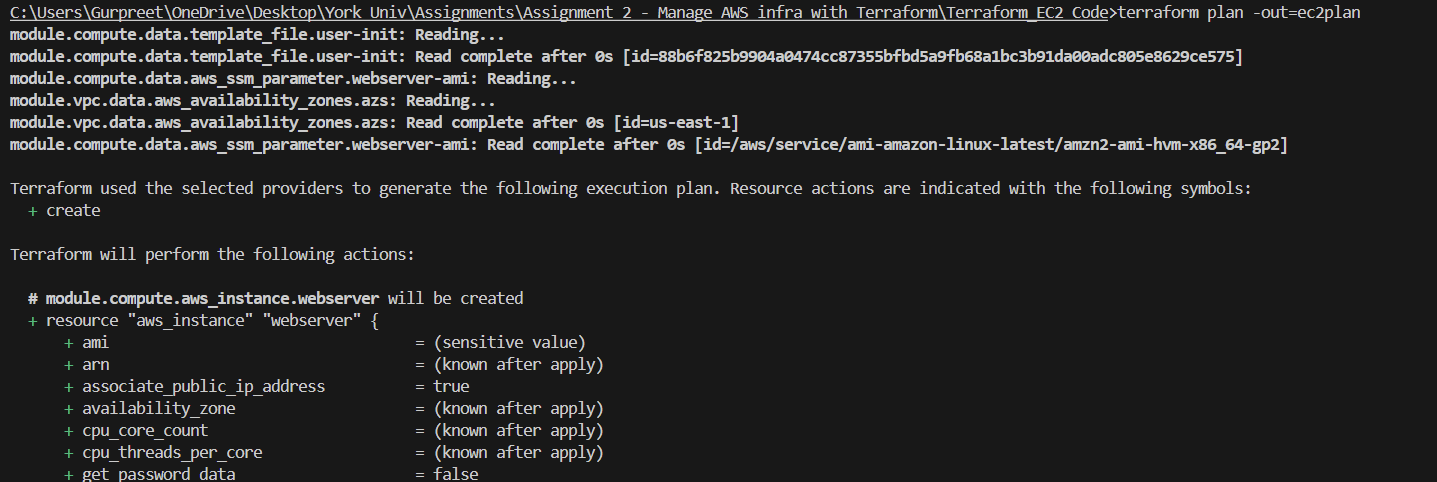 C:\Users\Gurpreet\OneDrive\Desktop\York Univ\Assignments\Assignment 2 - Manage AWS infra with Terraform\Terraform_EC2 Code>terraform plan -out=ec2plan
module.compute.data.template_file.user-init: Reading...
module.compute.data.template_file.user-init: Read complete after 0s [id=88b6f825b9904a0474cc87355bfbd5a9fb68a1bc3b91da00adc805e8629ce575]
module.compute.data.aws_ssm_parameter.webserver-ami: Reading...
module.vpc.data.aws_availability_zones.azs: Reading...
module.vpc.data.aws_availability_zones.azs: Read complete after 0s [id=us-east-1]
module.compute.data.aws_ssm_parameter.webserver-ami: Read complete after 0s [id=/aws/service/ami-amazon-linux-latest/amzn2-ami-hvm-x86_64-gp2]

Terraform used the selected providers to generate the following execution plan. Resource actions are indicated with the following symbols:
  + create

Terraform will perform the following actions:

  # module.compute.aws_instance.webserver will be created
  + resource "aws_instance" "webserver" {
      + ami                                  = (sensitive value)
      + arn                                  = (known after apply)
      + associate_public_ip_address          = true
      + availability_zone                    = (known after apply)
      + cpu_core_count                       = (known after apply)
      + cpu_threads_per_core                 = (known after apply)
      + get_password_data                    = false